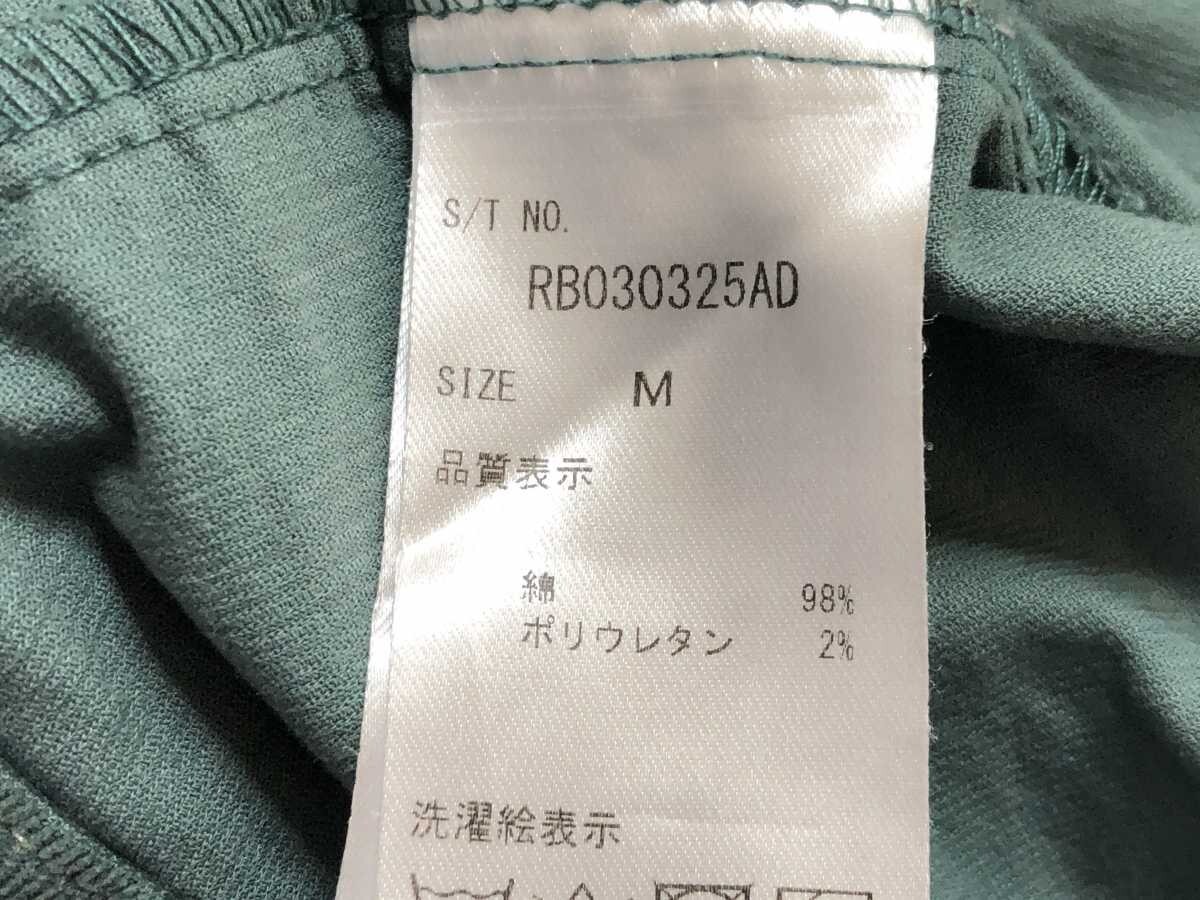 S/T NO.
RB030325AD
SIZE M
品質表示
綿 98%
ポリウレタン 2%
洗濯絵表示